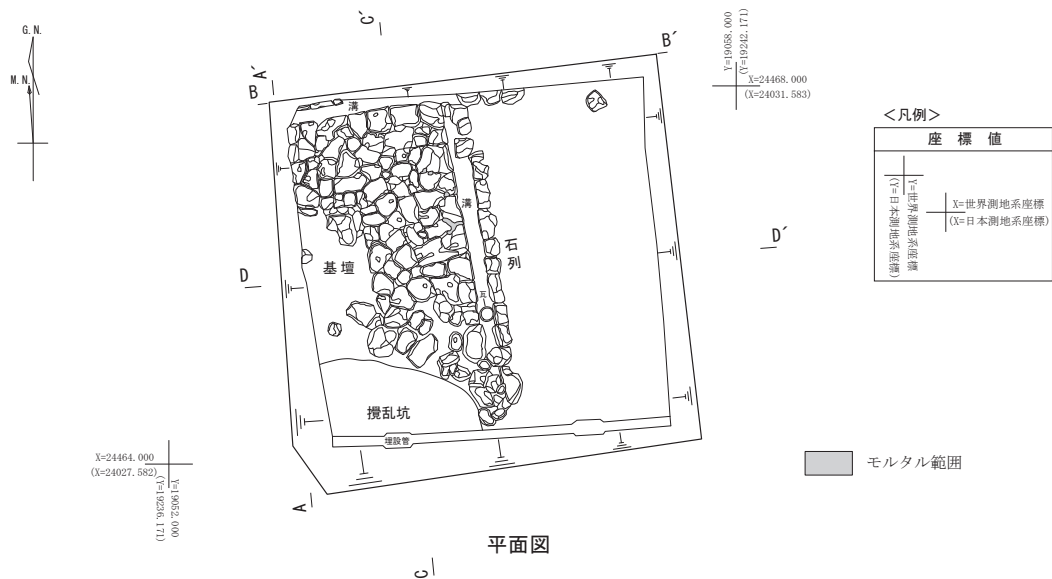 G.N.
M.N.
C´
A´
B
B´
Y=19058.000
(Y=19242.171)
X=24468.000
(X=24031.583)
＜凡例＞
座標値
Y=世界測地系座標
(Y=日本測地系座標)
X=世界測地系座標
(X=日本測地系座標)
溝
溝
石列
D´
D
基壇
瓦
攪乱坑
埋設管
X=24464.000
(X=24027.582)
Y=19052.000
(Y=19236.171)
モルタル範囲
A
平面図
C